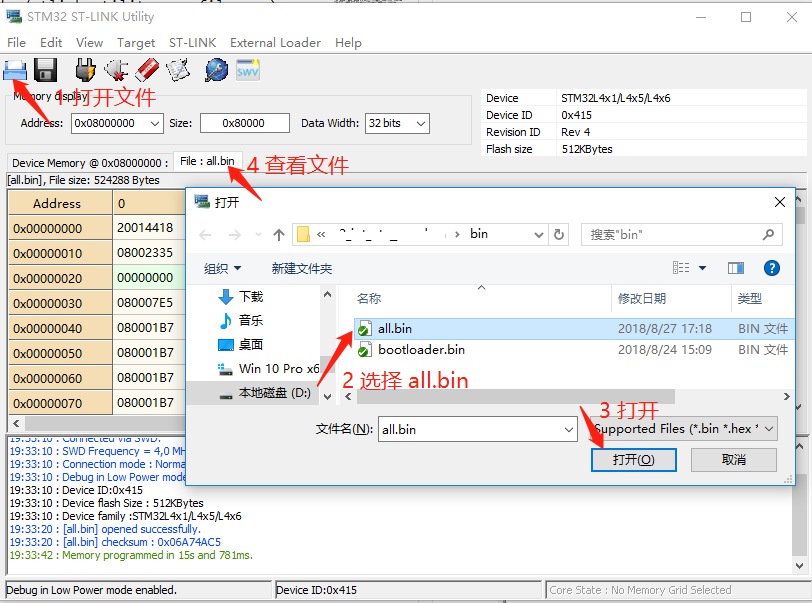 STM32 ST-LINK Utility
File Edit View Target ST-LINK External Loader Help
1 打开文件
Memory display
Address: 0x08000000 Size: 0x80000 Data Width: 32 bits
Device STM32L4x1/L4x5/L4x6
Device ID 0x415
Revision ID Rev 4
Flash size 512KBytes
Device Memory @ 0x08000000 : File : all.bin
4 查看文件
[all.bin], File size: 524288 Bytes
Address 0
0x00000000 20014418
0x00000010 08002335
0x00000020 00000000
0x00000030 080007E5
0x00000040 080001B7
0x00000050 080001B7
0x00000060 080001B7
0x00000070 080001B7
打开
« bin
搜索"bin"
组织 新建文件夹
下载
音乐
桌面
Win 10 Pro x6
本地磁盘 (D:)
名称 修改日期 类型
all.bin 2018/8/27 17:18 BIN 文件
bootloader.bin 2018/8/24 15:09 BIN 文件
2 选择 all.bin
3 打开
文件名(N): all.bin Supported Files (*.bin *.hex *
打开(O) 取消
19:33:10 : Connected via SWD.
19:33:10 : SWD Frequency = 4,0 MH
19:33:10 : Connection mode : Norma
19:33:10 : Debug in Low Power mode
19:33:10 : Device ID:0x415
19:33:10 : Device flash Size : 512KBytes
19:33:10 : Device family :STM32L4x1/L4x5/L4x6
19:33:20 : [all.bin] opened successfully.
19:33:20 : [all.bin] checksum : 0x06A74AC5
19:33:42 : Memory programmed in 15s and 781ms.
Debug in Low Power mode enabled. Device ID:0x415 Core State : No Memory Grid Selected